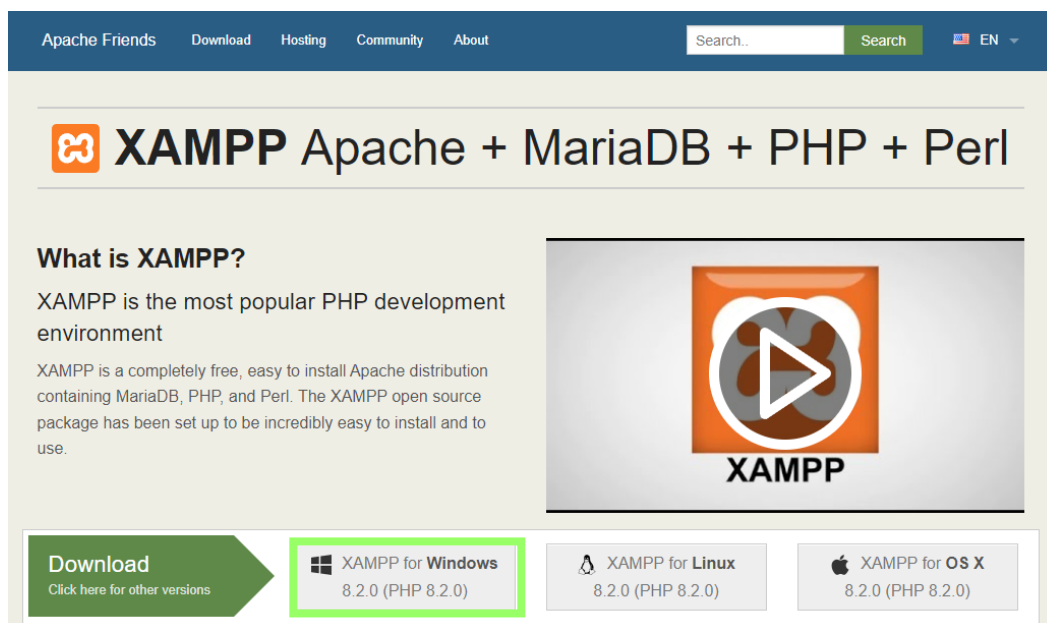 Apache Friends Download Hosting Community About Search.. Search EN
XAMPP Apache + MariaDB + PHP + Perl
What is XAMPP?
XAMPP is the most popular PHP development
environment
XAMPP is a completely free, easy to install Apache distribution
containing MariaDB, PHP, and Perl. The XAMPP open source
package has been set up to be incredibly easy to install and to
use.
XAMPP
Download
Click here for other versions
XAMPP for Windows
8.2.0 (PHP 8.2.0)
XAMPP for Linux
8.2.0 (PHP 8.2.0)
XAMPP for OS X
8.2.0 (PHP 8.2.0)